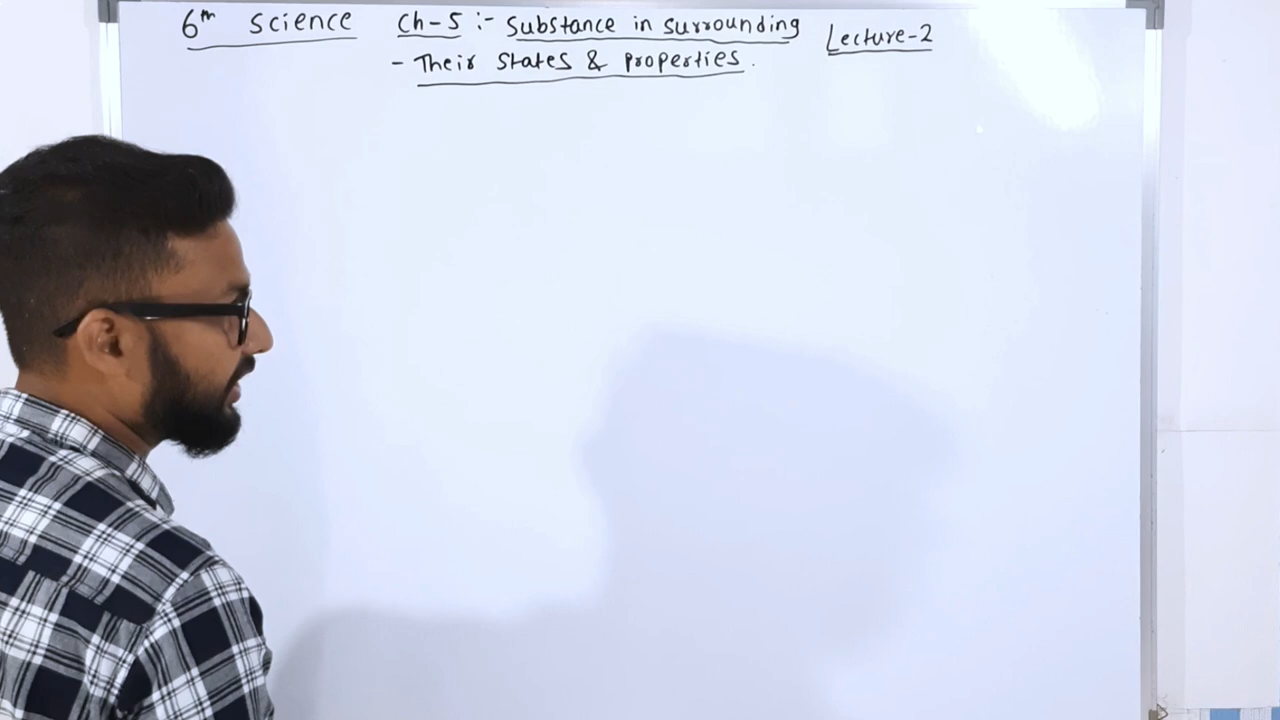 6th Science Ch-5 :- Substance in surrounding Lecture-2
- Their States & properties.